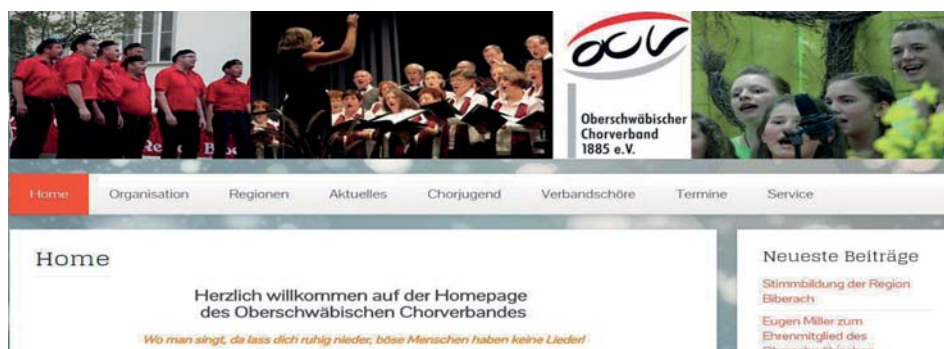 OCV
Oberschwäbischer
Chorverband
1885 e.V.
Home
Organisation
Regionen
Aktuelles
Chorjugend
Verbandschöre
Termine
Service
Home
Herzlich willkommen auf der Homepage
des Oberschwäbischen Chorverbandes
Wo man singt, da lass dich ruhig nieder, böse Menschen haben keine Lieder!
Neueste Beiträge
Stimmbildung der Region
Biberach
Eugen Miller zum
Ehrenmitglied des
Oberschwäbischen